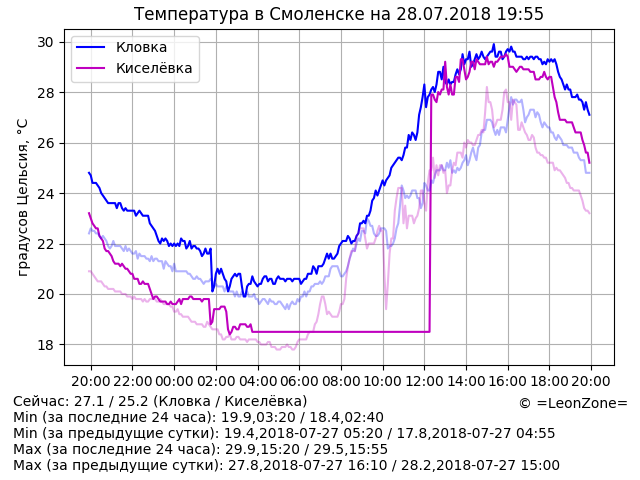 Температура в Смоленске на 28.07.2018 19:55
Кловка
Киселёвка
градусов Цельсия, °C
30
28
26
24
22
20
18
20:00 22:00 00:00 02:00 04:00 06:00 08:00 10:00 12:00 14:00 16:00 18:00 20:00
Сейчас: 27.1 / 25.2 (Кловка / Киселёвка)
© =LeonZone=
Min (за последние 24 часа): 19.9,03:20 / 18.4,02:40
Min (за предыдущие сутки): 19.4,2018-07-27 05:20 / 17.8,2018-07-27 04:55
Max (за последние 24 часа): 29.9,15:20 / 29.5,15:55
Max (за предыдущие сутки): 27.8,2018-07-27 16:10 / 28.2,2018-07-27 15:00